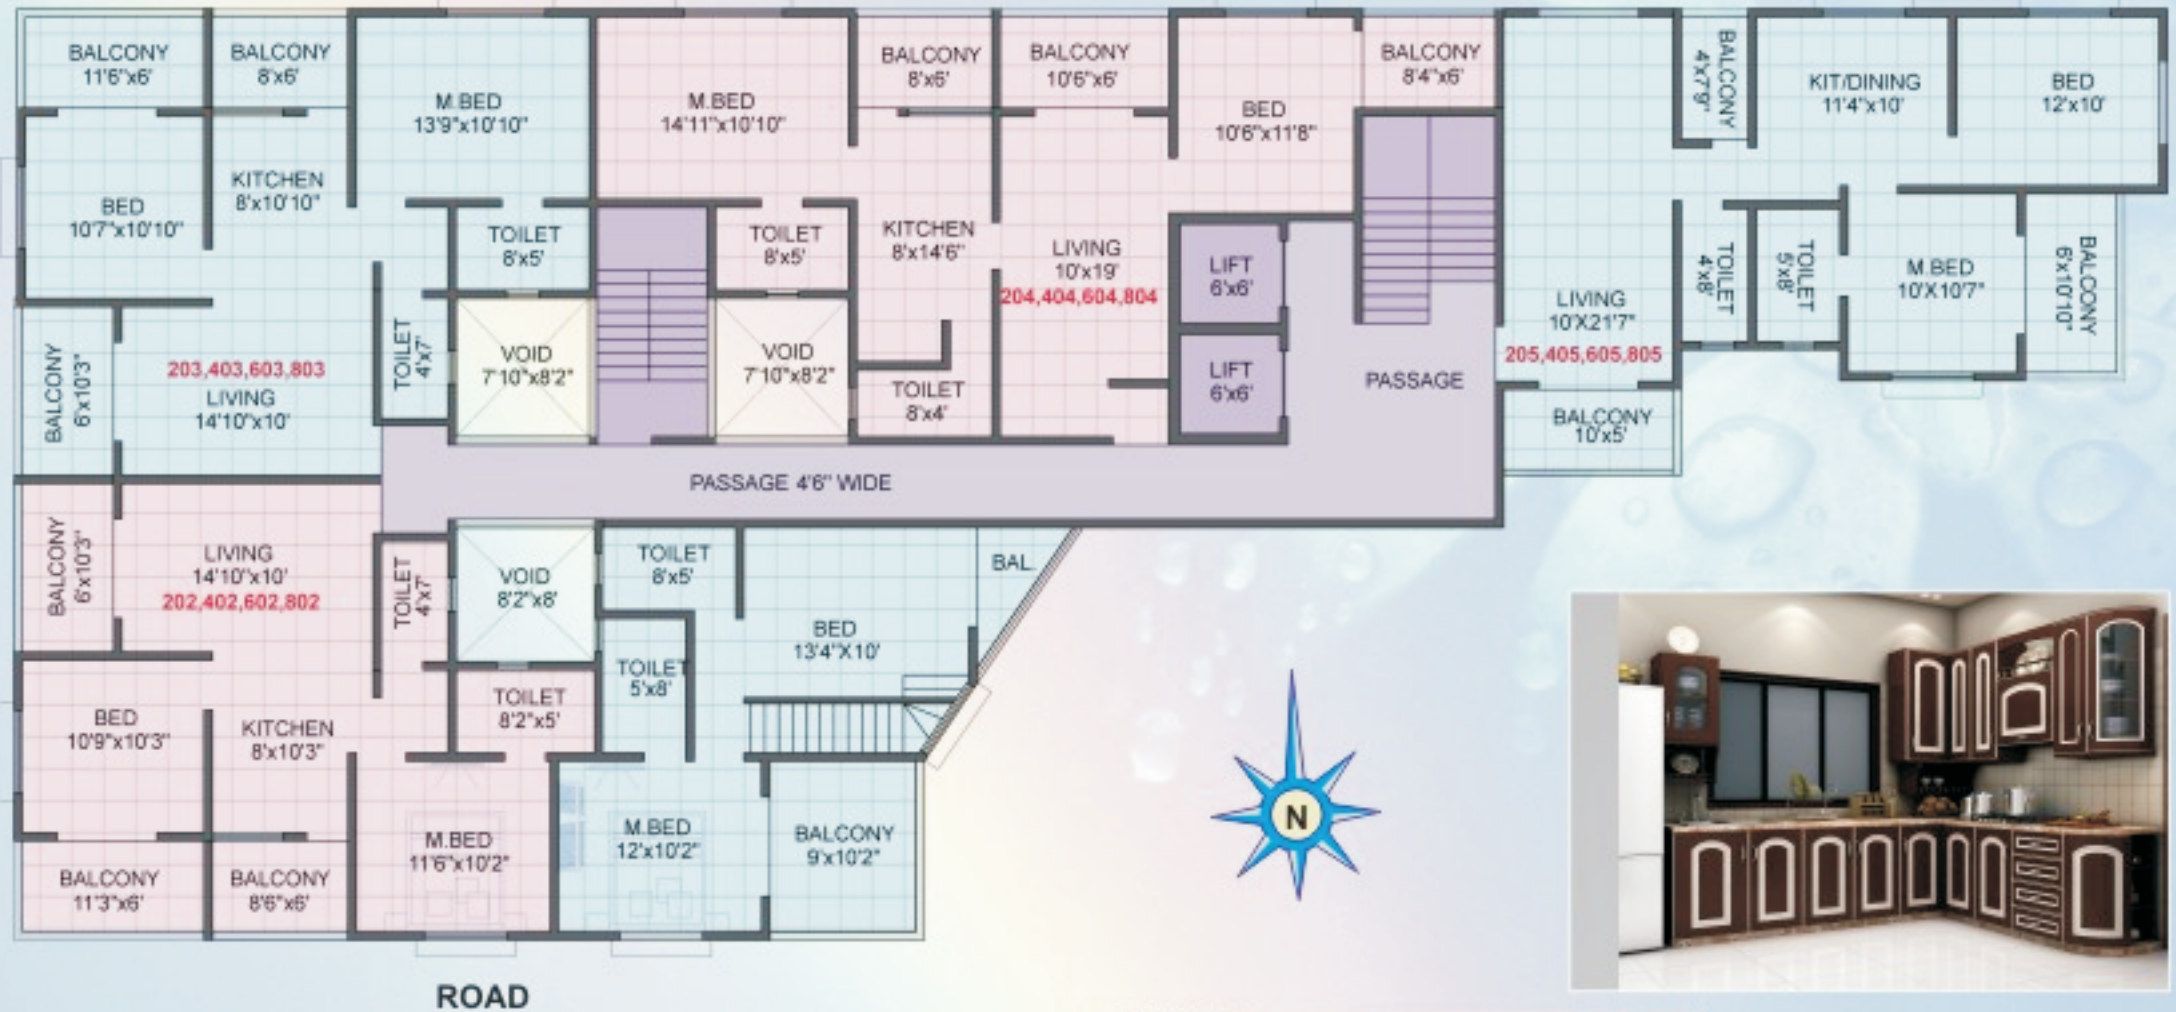 BALCONY
11'6"x6'
BALCONY
8'x6'
M.BED
13'9"x10'10"
M.BED
14'11"x10'10"
BALCONY
8'x6'
BALCONY
10'6"x6'
BED
10'6"x11'8"
BALCONY
8'4"x6'
BALCONY
4'x7'9"
KIT/DINING
11'4"x10'
BED
12'x10'
BED
10'7"x10'10"
KITCHEN
8'x10'10"
TOILET
8'x5'
TOILET
8'x5'
KITCHEN
8'x14'6"
LIVING
10'x19'
204,404,604,804
LIFT
6'x6'
LIFT
6'x6'
PASSAGE
LIVING
10'X21'7"
205,405,605,805
BALCONY
10'x5'
TOILET
4'x8'
TOILET
5'x8'
M.BED
10'X10'7"
BALCONY
6'x10'10"
BALCONY
6'x10'3"
203,403,603,803
LIVING
14'10"x10'
TOILET
4'x7'
VOID
7'10"x8'2"
VOID
7'10"x8'2"
TOILET
8'x4'
PASSAGE 4'6" WIDE
BALCONY
6'x10'3"
LIVING
14'10"x10'
202,402,602,802
TOILET
4'x7'
VOID
8'2"x8'
TOILET
8'x5'
BAL.
BED
13'4"X10'
TOILET
5'x8'
TOILET
8'2"x5'
BED
10'9"x10'3"
KITCHEN
8'x10'3"
M.BED
11'6"x10'2"
M.BED
12'x10'2"
BALCONY
9'x10'2"
BALCONY
11'3"x6'
BALCONY
8'6"x6'
N
ROAD